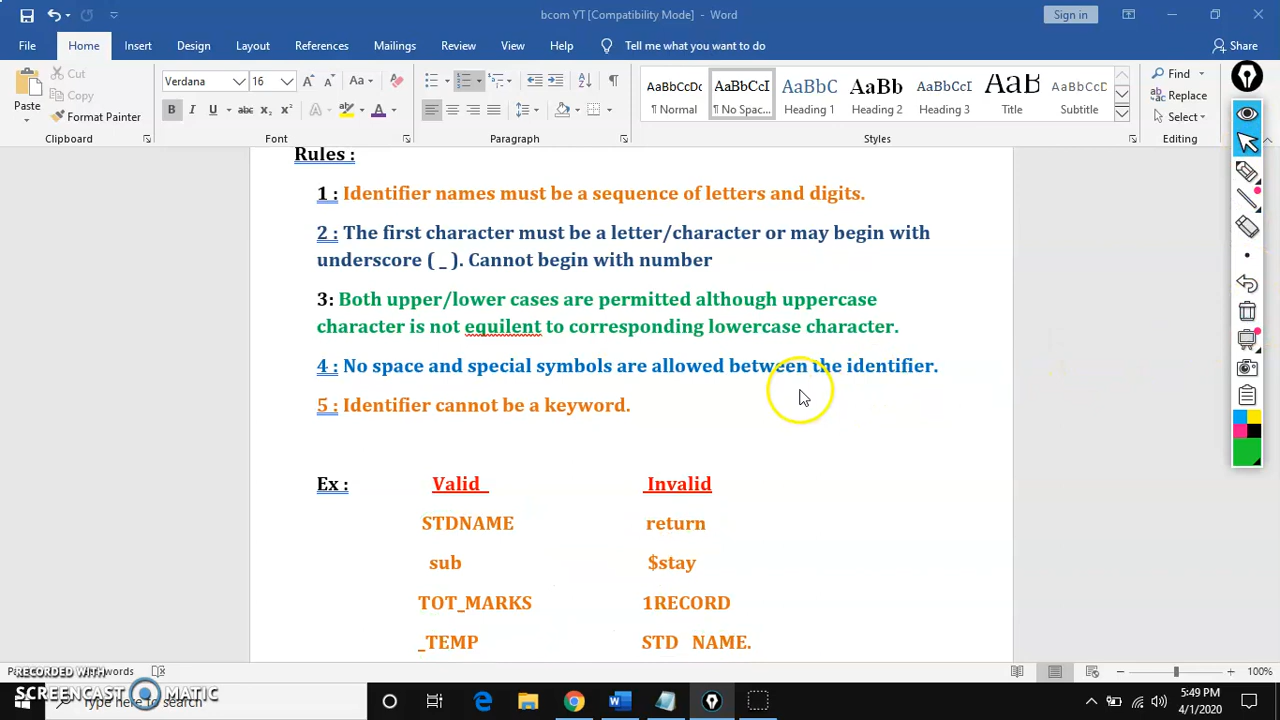 bcom YT [Compatibility Mode] - Word
Sign in
File Home Insert Design Layout References Mailings Review View Help Tell me what you want to do Share
Paste
Cut
Copy
Format Painter
Clipboard
Verdana 16
Font
Paragraph
AaBbCcDc AaBbCcI AaBbC AaBb AaBbCcI AaB AaBbCcD
¶ Normal ¶ No Spac... Heading 1 Heading 2 Heading 3 Title Subtitle
Styles
Find
Replace
Select
Editing
Rules :
1 : Identifier names must be a sequence of letters and digits.
2 : The first character must be a letter/character or may begin with
underscore ( _ ). Cannot begin with number
3: Both upper/lower cases are permitted although uppercase
character is not equilent to corresponding lowercase character.
4 : No space and special symbols are allowed between the identifier.
5 : Identifier cannot be a keyword.
Ex : Valid Invalid
STDNAME return
sub $stay
TOT_MARKS 1RECORD
_TEMP STD NAME.
RECORDED WITH
SCREENCAST MATIC
words
100%
Type here to search
5:49 PM
4/1/2020